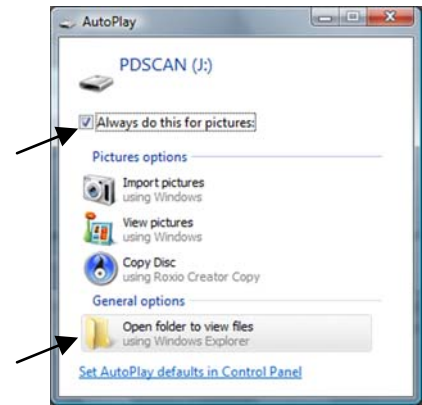 AutoPlay
PDSCAN (J:)
Always do this for pictures:
Pictures options
Import pictures
using Windows
View pictures
using Windows
Copy Disc
using Roxio Creator Copy
General options
Open folder to view files
using Windows Explorer
Set AutoPlay defaults in Control Panel